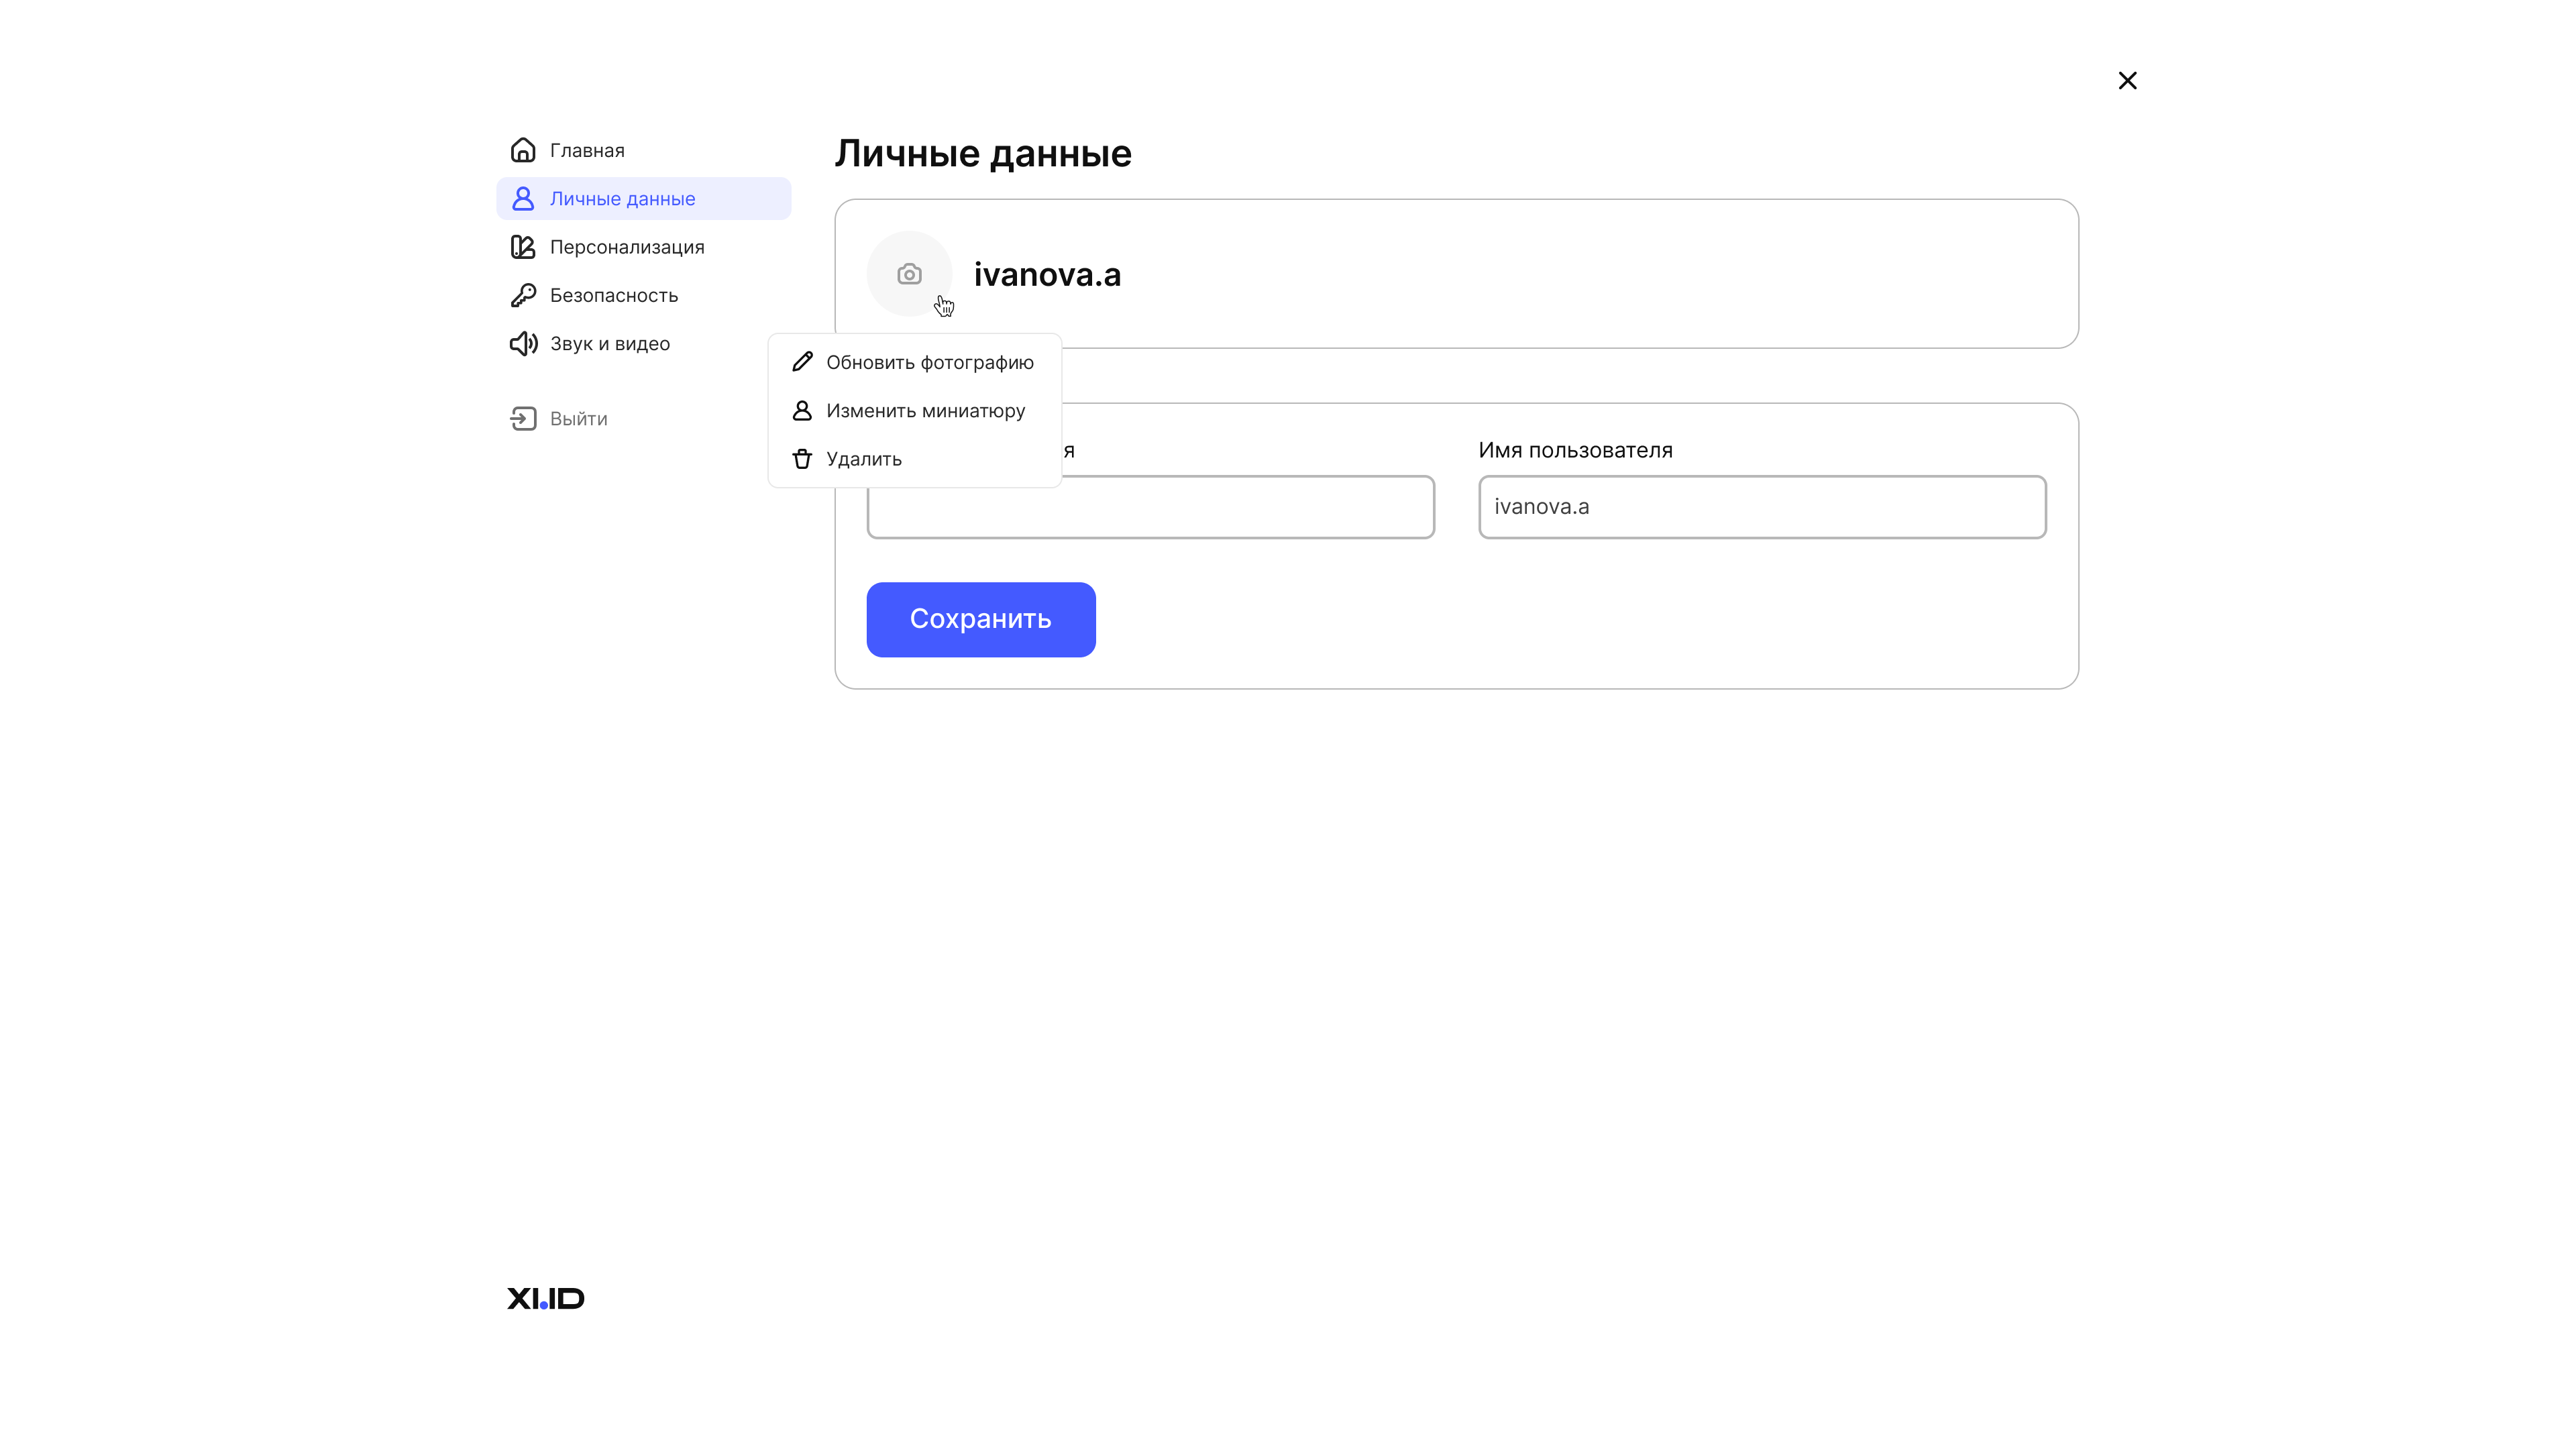 Главная
Личные данные
Персонализация
Безопасность
Звук и видео
Выйти
Личные данные
ivanova.a
Обновить фотографию
Изменить миниатюру
Удалить
я
Имя пользователя
ivanova.a
Сохранить
XI.ID